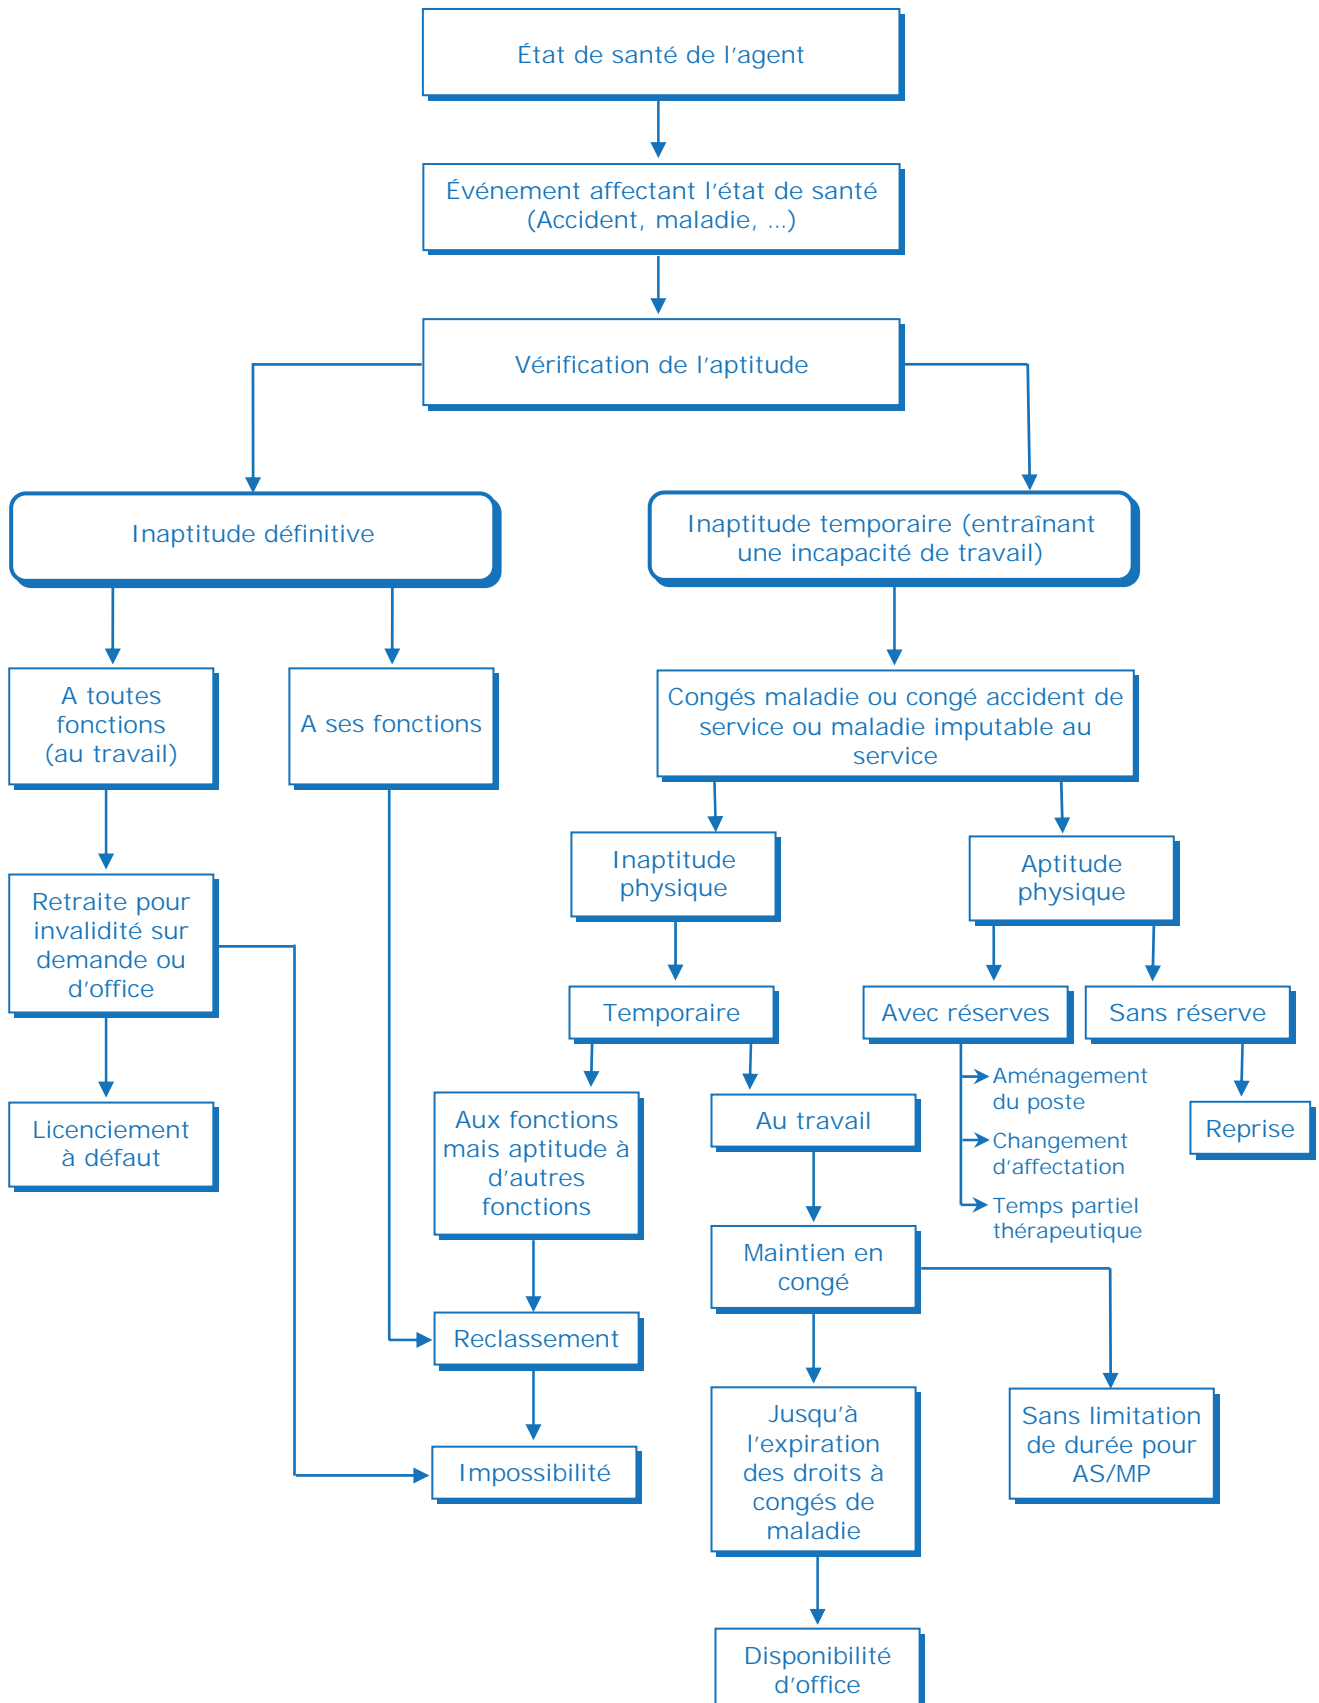 État de santé de l'agent
Événement affectant l'état de santé
(Accident, maladie, ...)
Vérification de l'aptitude
Inaptitude définitive
Inaptitude temporaire (entraînant
une incapacité de travail)
A toutes
fonctions
(au travail)
A ses fonctions
Congés maladie ou congé accident de
service ou maladie imputable au
service
Inaptitude
physique
Aptitude
physique
Retraite pour
invalidité sur
demande ou
d'office
Temporaire
Avec réserves
Sans réserve
Licenciement
à défaut
Aux fonctions
mais aptitude à
d'autres
fonctions
Au travail
Aménagement
du poste
Changement
d'affectation
Temps partiel
thérapeutique
Reprise
Maintien en
congé
Reclassement
Impossibilité
Jusqu'à
l'expiration
des droits à
congés de
maladie
Sans limitation
de durée pour
AS/MP
Disponibilité
d'office